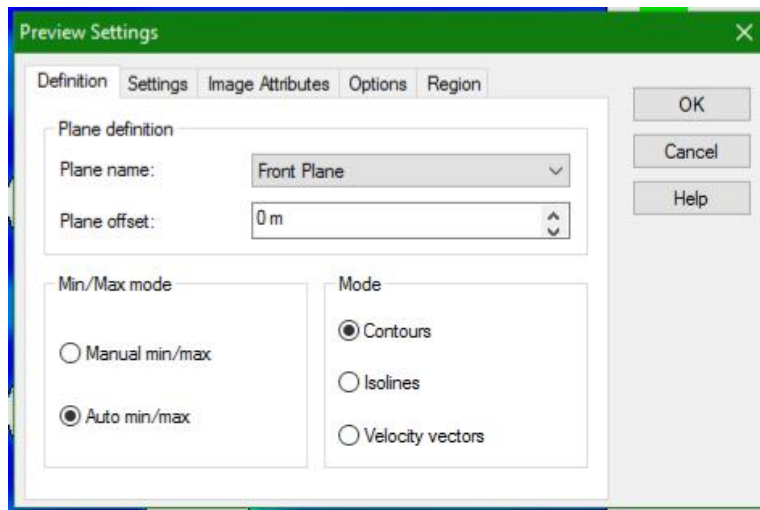 Preview Settings
Definition Settings Image Attributes Options Region
OK
Cancel
Help
Plane definition
Plane name: Front Plane
Plane offset: 0 m
Min/Max mode
Manual min/max
Auto min/max
Mode
Contours
Isolines
Velocity vectors